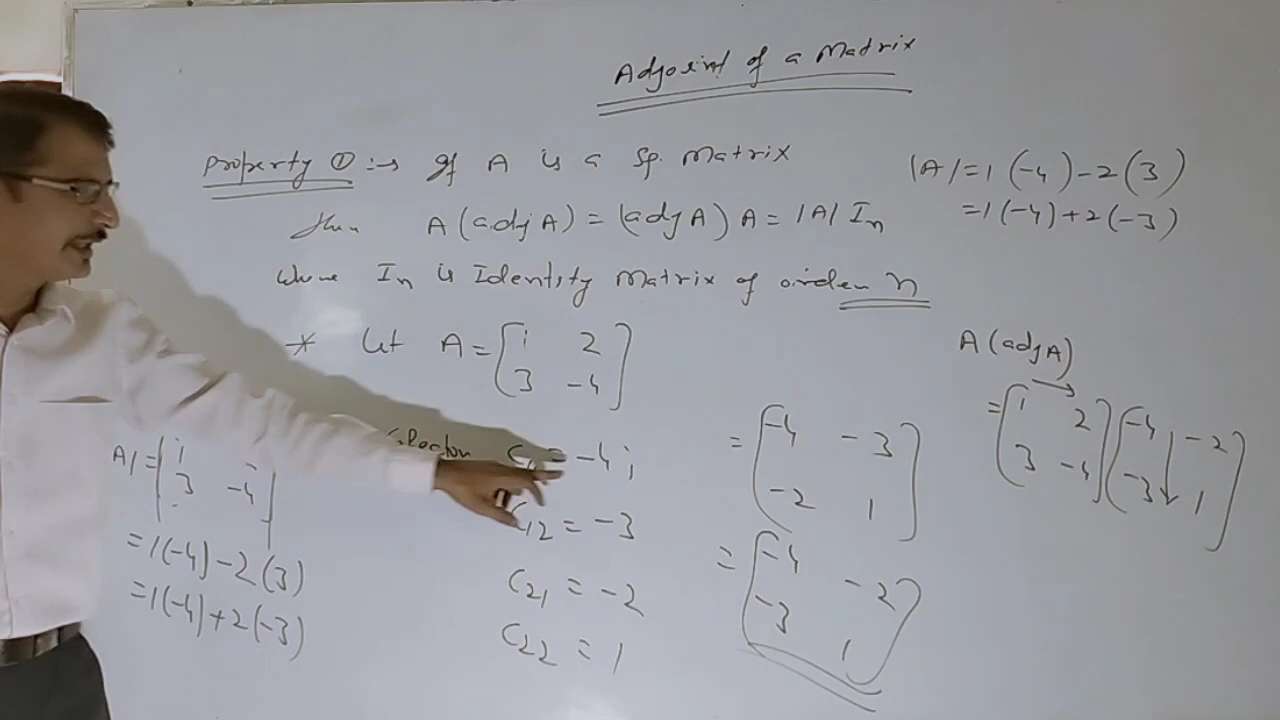 Adjoint of a Matrix
Property ① :→ If A is a Sp. Matrix
then A (adj A) = (adj A) A = |A| In
where In is Identity Matrix of order n
|A| = 1 (-4) - 2 (3)
= 1 (-4) + 2 (-3)
* Let A = [1 2
3 -4]
A| = |1
3 -4|
= 1(-4) - 2(3)
= 1(-4) + 2(-3)
= -4 ;
C12 = -3
C21 = -2
C22 = 1
= [-4 -3
-2 1]
= [-4 -2
-3 1]
A (adj A)
= [1 2 [-4 -2
3 -4] -3 1]